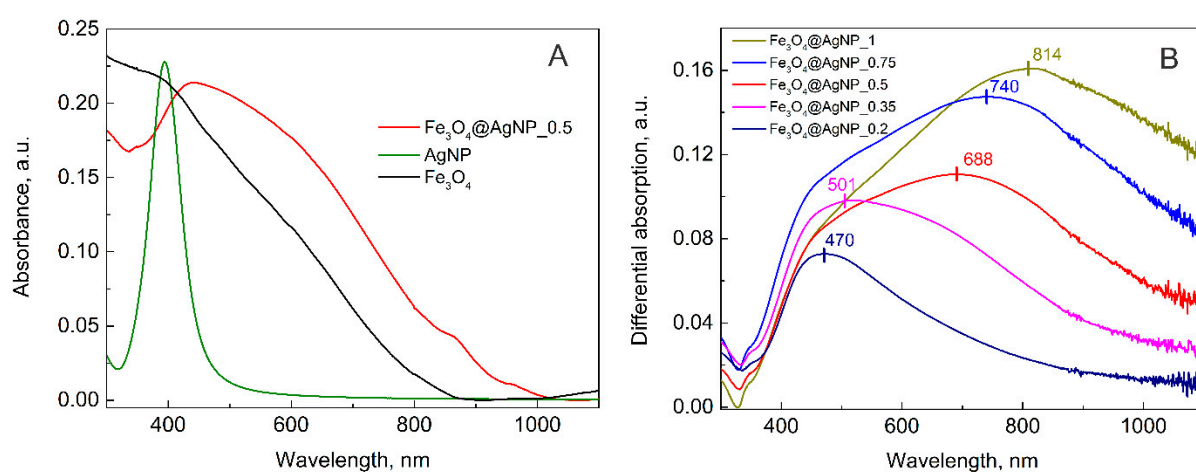 A
0.25
0.20
0.15
0.10
0.05
0.00
Absorbance, a.u.
Fe₃O₄@AgNP_0.5
AgNP
Fe₃O₄
400
600
800
1000
Wavelength, nm
B
Fe₃O₄@AgNP_1
Fe₃O₄@AgNP_0.75
Fe₃O₄@AgNP_0.5
Fe₃O₄@AgNP_0.35
Fe₃O₄@AgNP_0.2
814
740
688
501
470
0.16
0.12
0.08
0.04
0.00
Differential absorption, a.u.
400
600
800
1000
Wavelength, nm